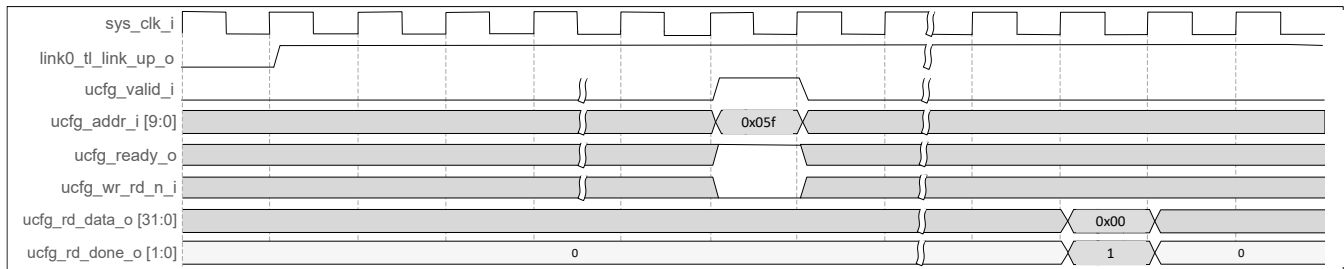 sys_clk_i
link0_tl_link_up_o
ucfg_valid_i
ucfg_addr_i [9:0] 0x05f
ucfg_ready_o
ucfg_wr_rd_n_i
ucfg_rd_data_o [31:0] 0x00
ucfg_rd_done_o [1:0] 0 1 0